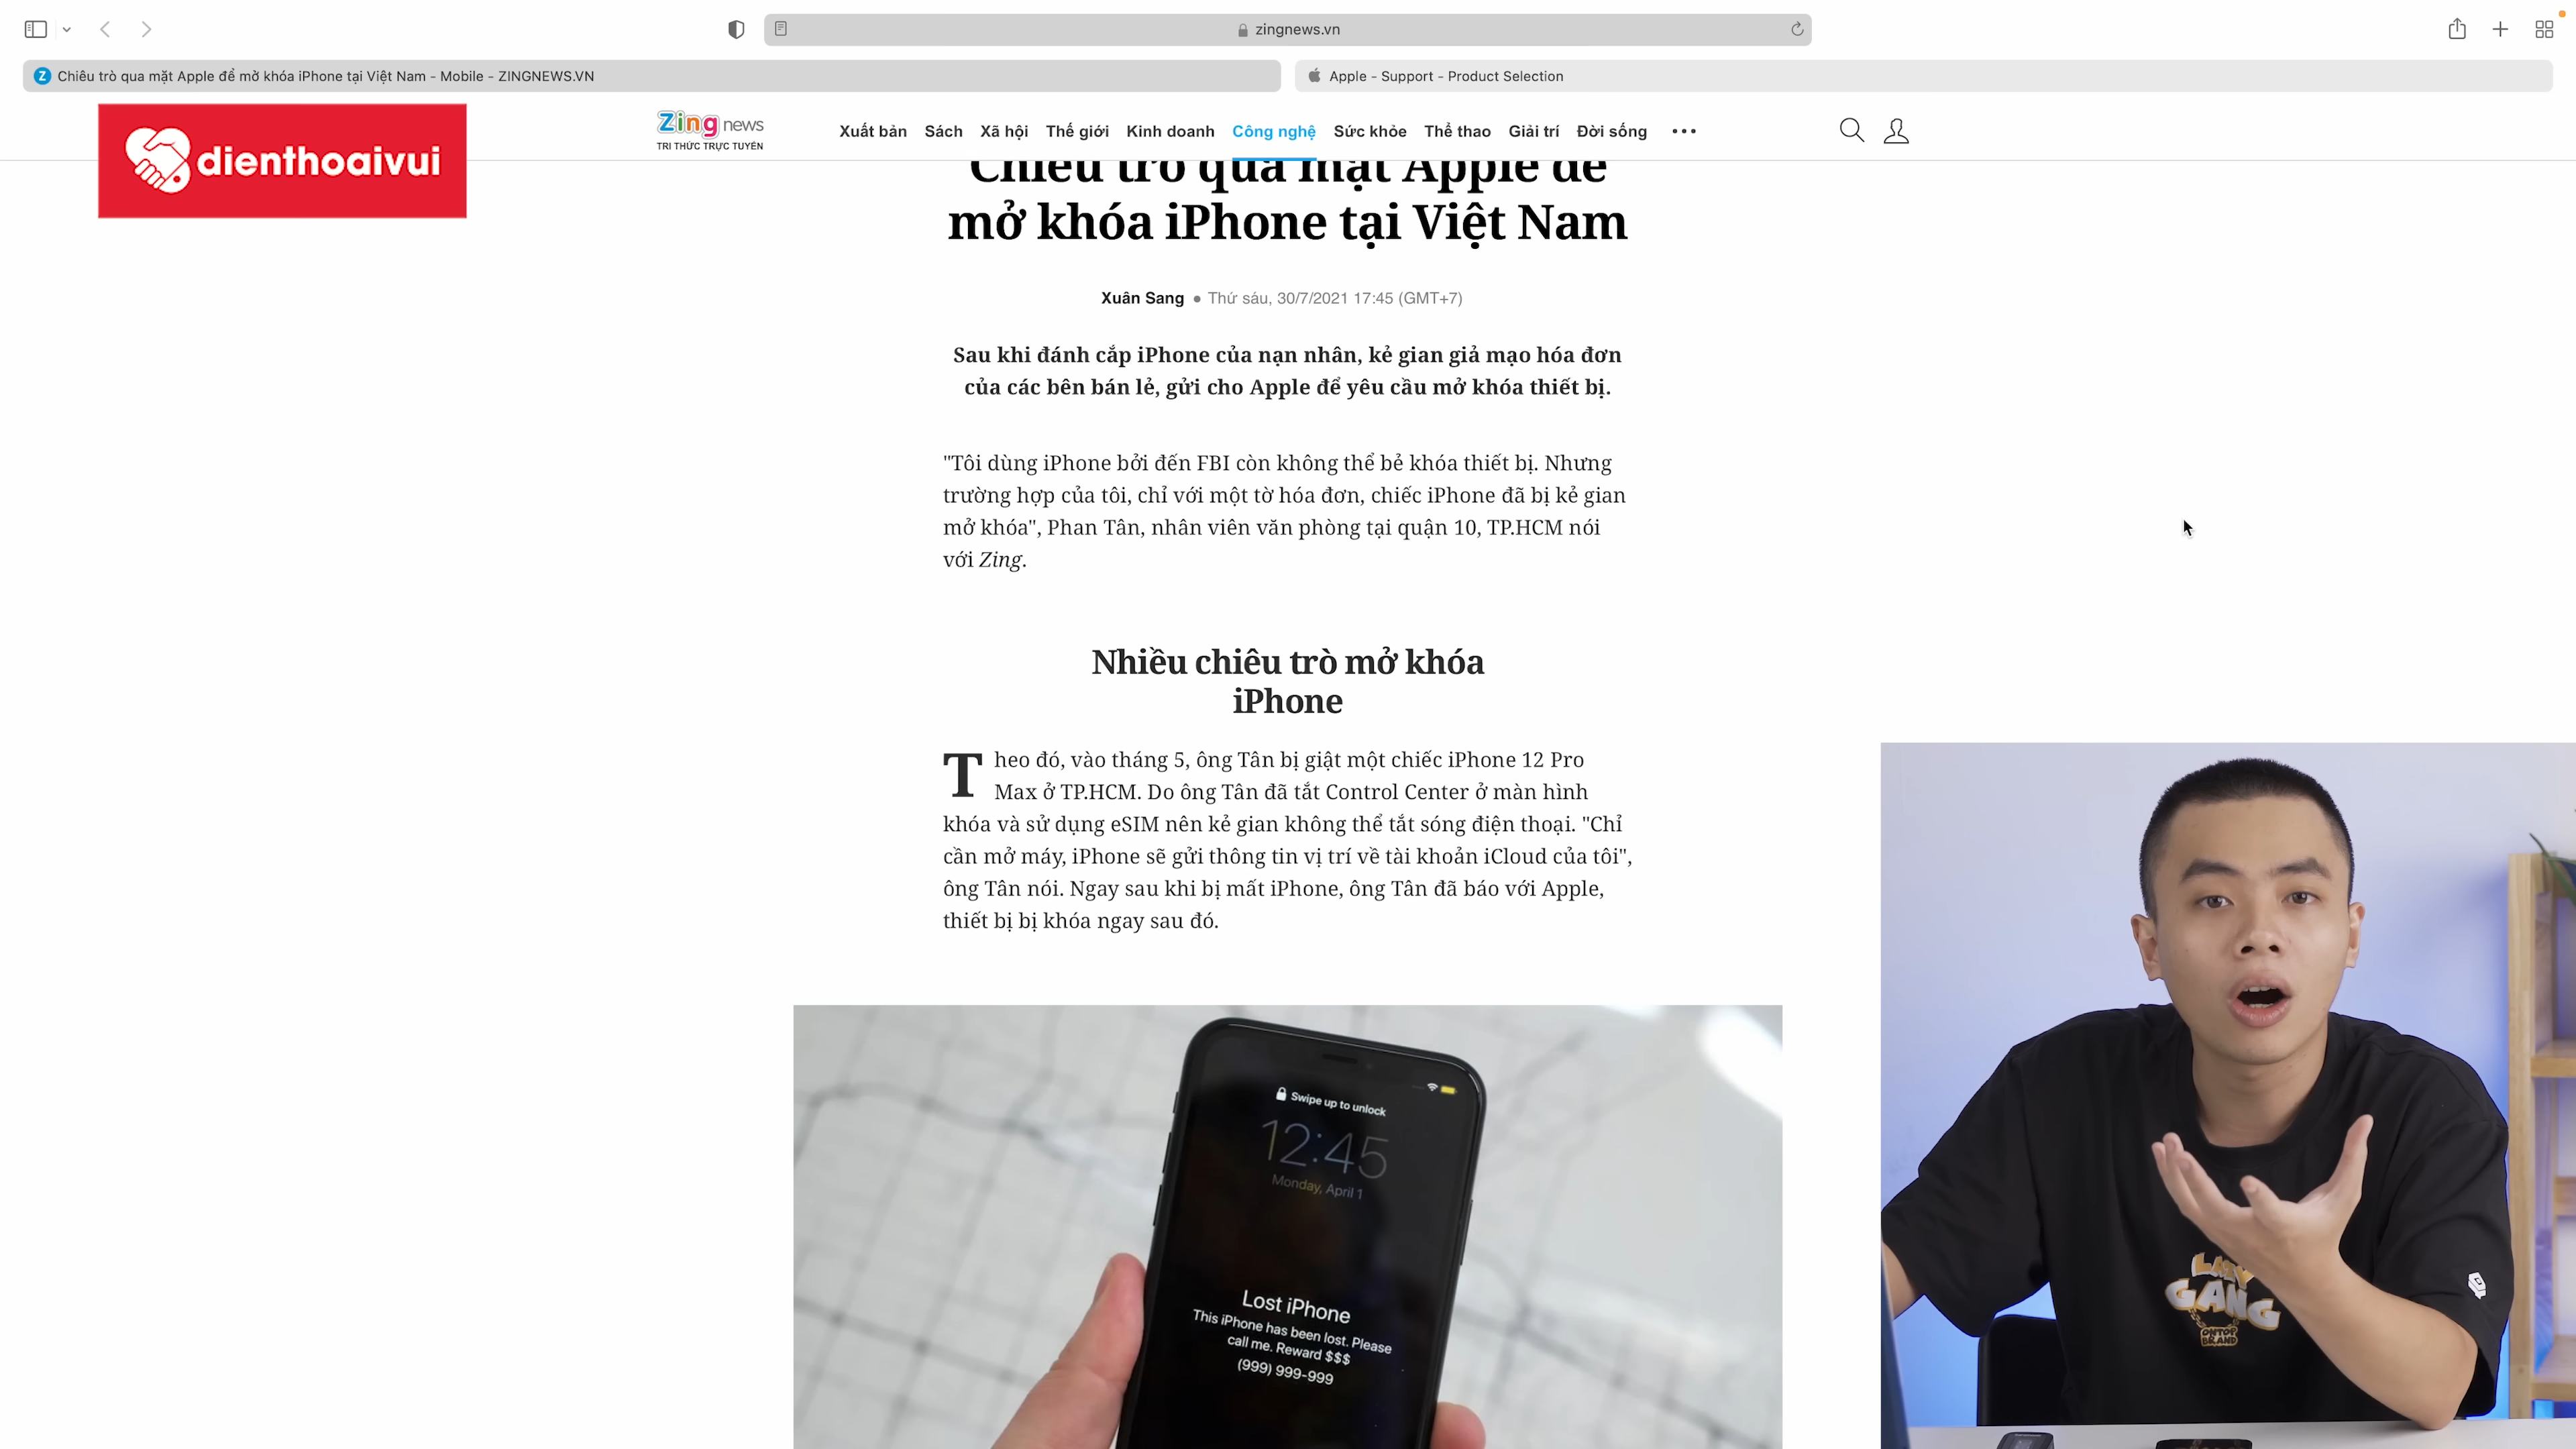 zingnews.vn
Chiêu trò qua mặt Apple để mở khóa iPhone tại Việt Nam - Mobile - ZINGNEWS.VN
Apple - Support - Product Selection
dienthoaivui
Zing news
TRI THỨC TRỰC TUYẾN
Xuất bản Sách Xã hội Thế giới Kinh doanh Công nghệ Sức khỏe Thể thao Giải trí Đời sống
Chiêu trò qua mặt Apple để
mở khóa iPhone tại Việt Nam
Xuân Sang • Thứ sáu, 30/7/2021 17:45 (GMT+7)
Sau khi đánh cắp iPhone của nạn nhân, kẻ gian giả mạo hóa đơn
của các bên bán lẻ, gửi cho Apple để yêu cầu mở khóa thiết bị.
"Tôi dùng iPhone bởi đến FBI còn không thể bẻ khóa thiết bị. Nhưng
trường hợp của tôi, chỉ với một tờ hóa đơn, chiếc iPhone đã bị kẻ gian
mở khóa", Phan Tân, nhân viên văn phòng tại quận 10, TP.HCM nói
với Zing.
Nhiều chiêu trò mở khóa
iPhone
Theo đó, vào tháng 5, ông Tân bị giật một chiếc iPhone 12 Pro
Max ở TP.HCM. Do ông Tân đã tắt Control Center ở màn hình
khóa và sử dụng eSIM nên kẻ gian không thể tắt sóng điện thoại. "Chỉ
cần mở máy, iPhone sẽ gửi thông tin vị trí về tài khoản iCloud của tôi",
ông Tân nói. Ngay sau khi bị mất iPhone, ông Tân đã báo với Apple,
thiết bị bị khóa ngay sau đó.
Swipe up to unlock
12:45
Monday, April 1
Lost iPhone
This iPhone has been lost. Please
call me. Reward $$$
(999) 999-999
GANG